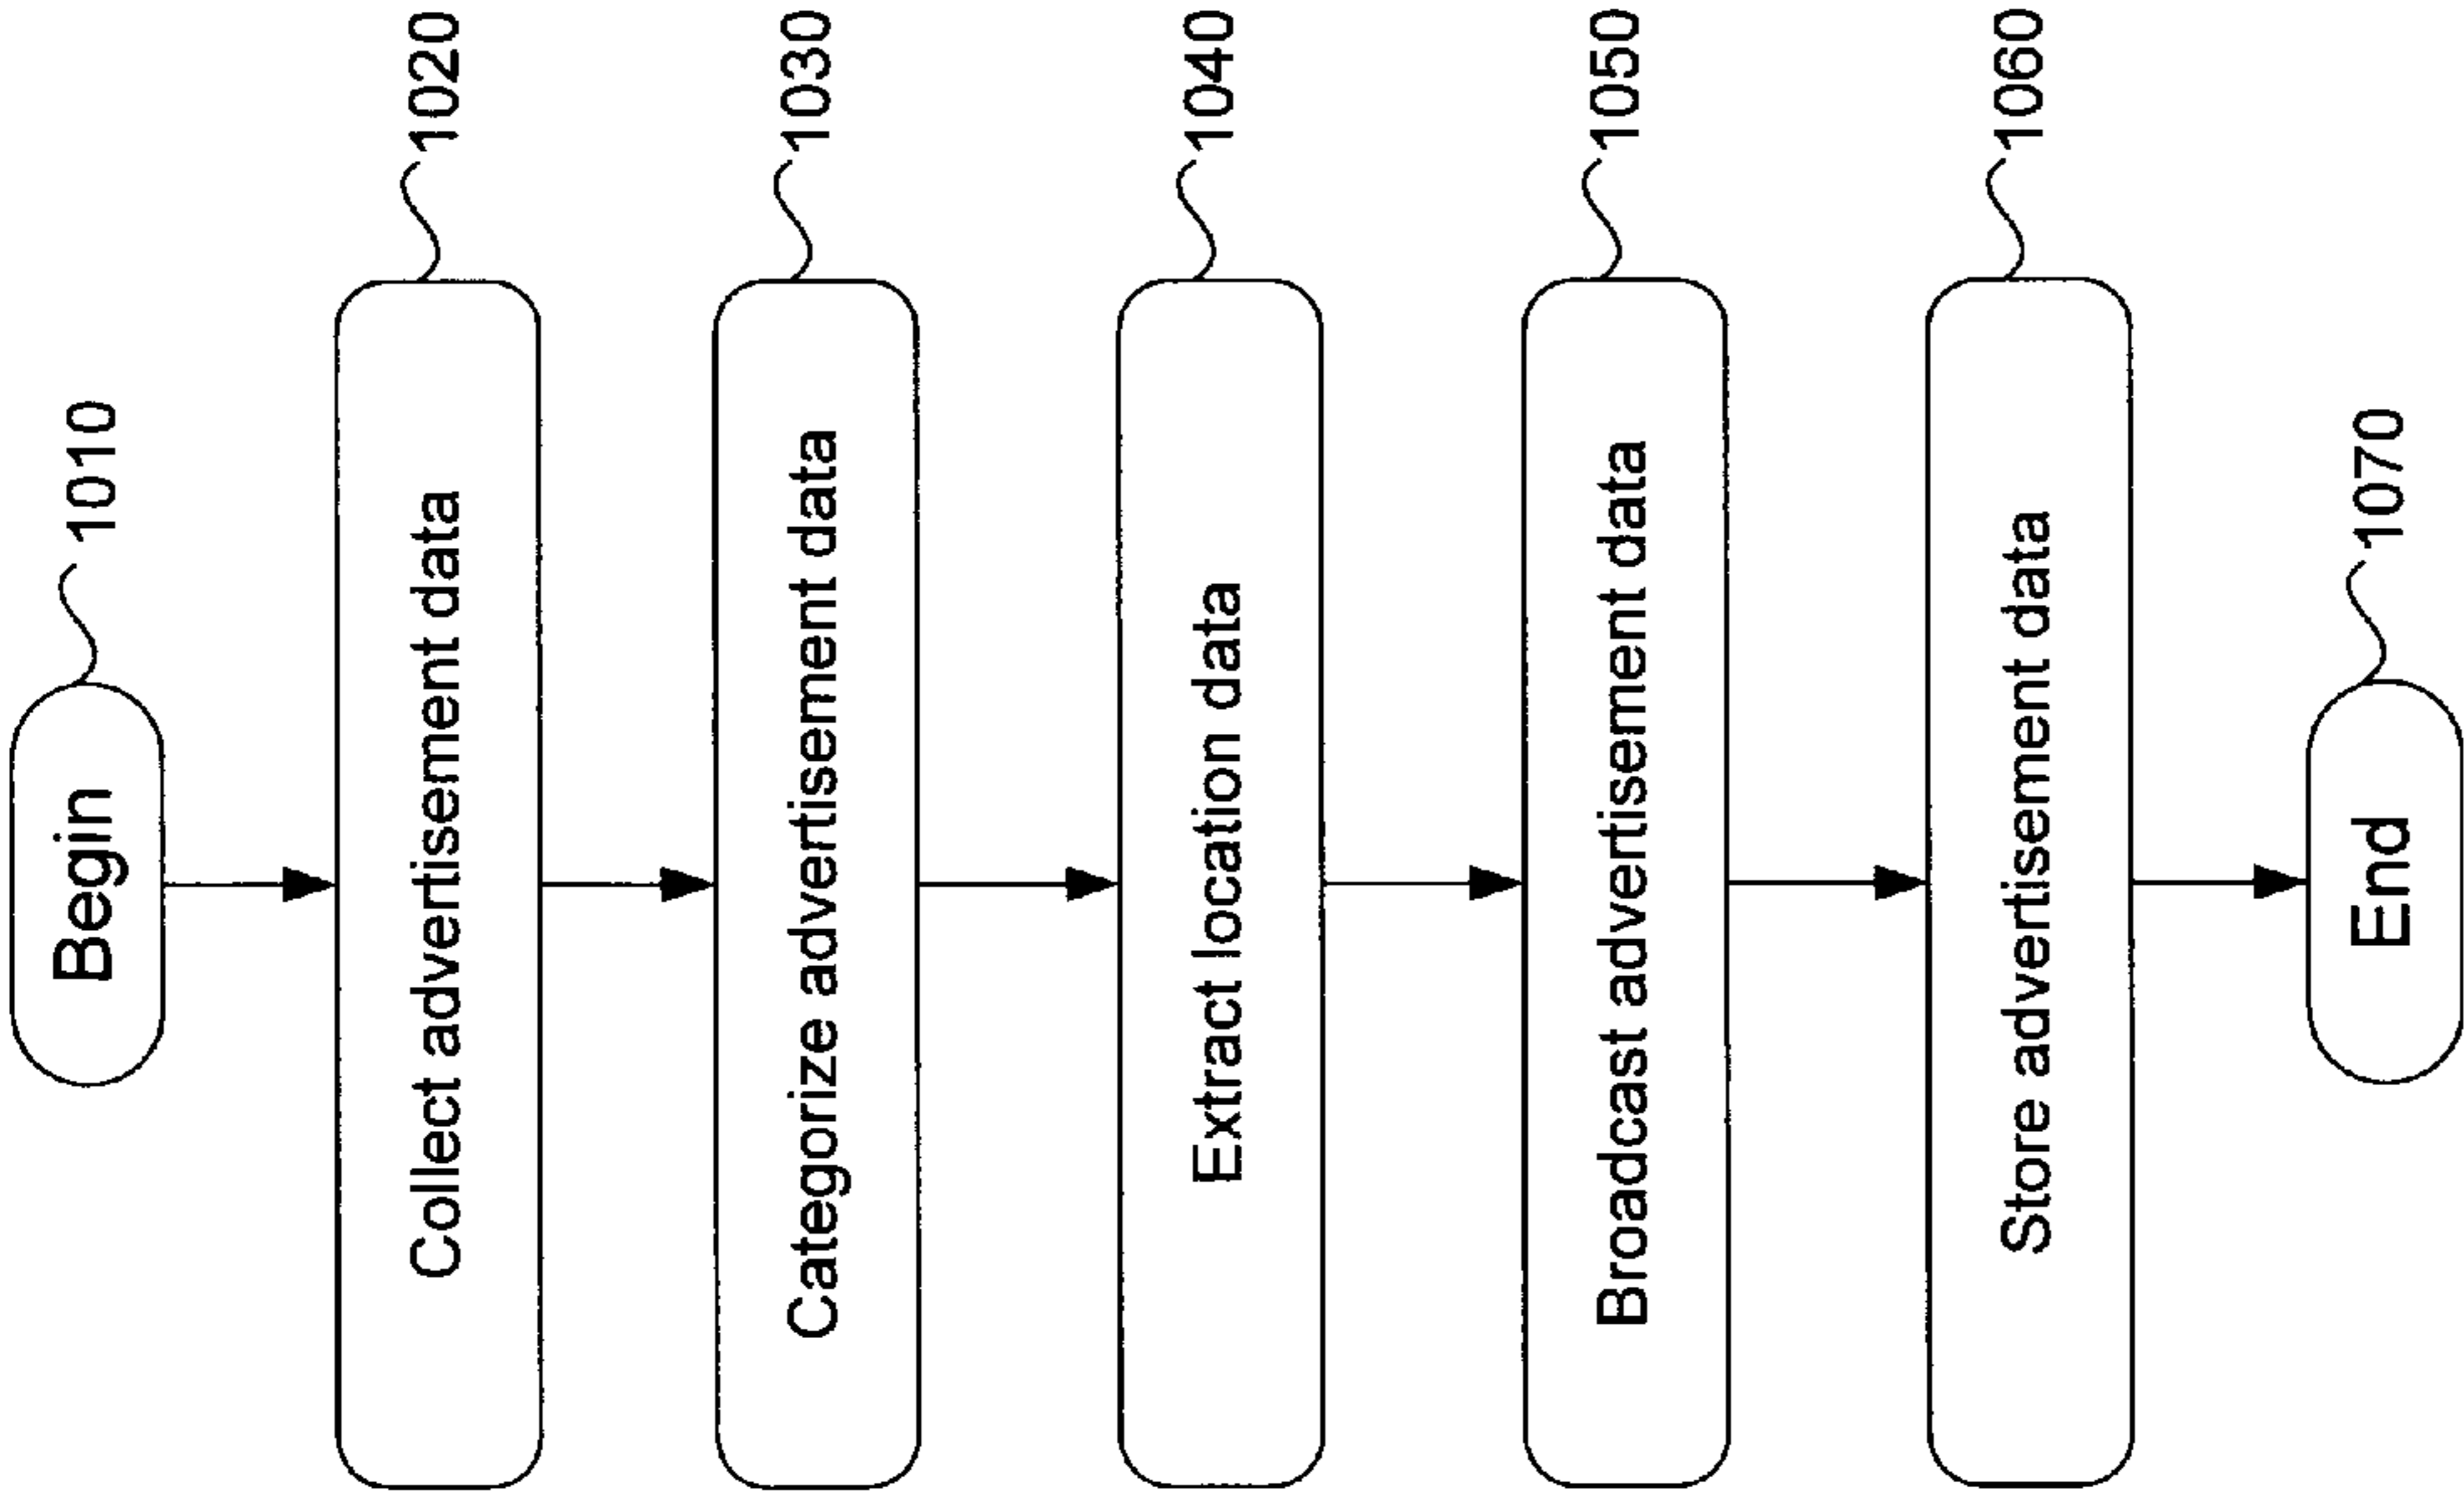 Begin
1010
Collect advertisement data
1020
Categorize advertisement data
1030
Extract location data
1040
Broadcast advertisement data
1050
Store advertisement data
1060
End
1070